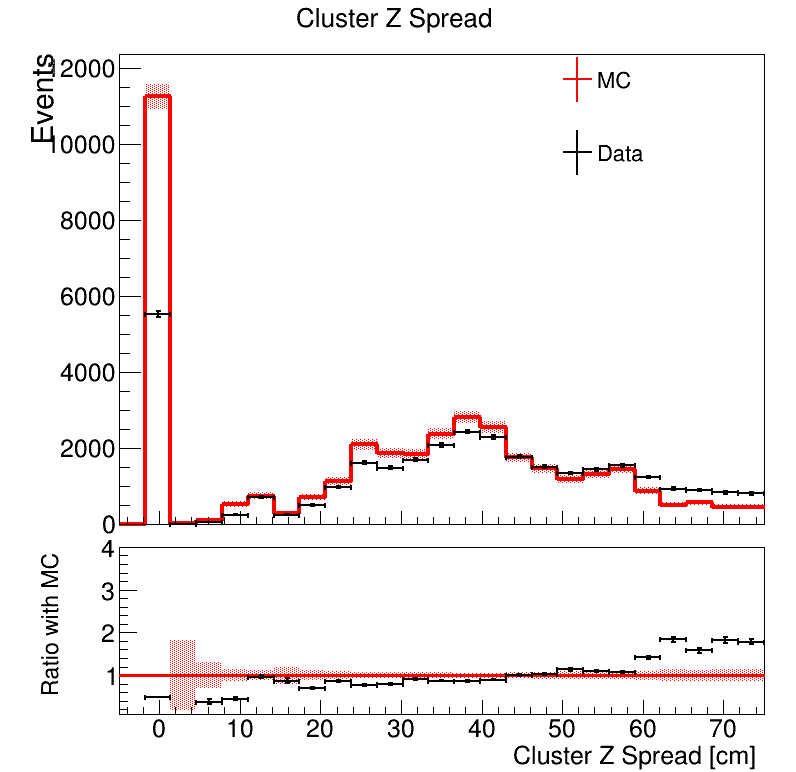 Cluster Z Spread
Events
12000
10000
8000
6000
4000
2000
0
MC
Data
Ratio with MC
4
3
2
1
0 10 20 30 40 50 60 70
Cluster Z Spread [cm]